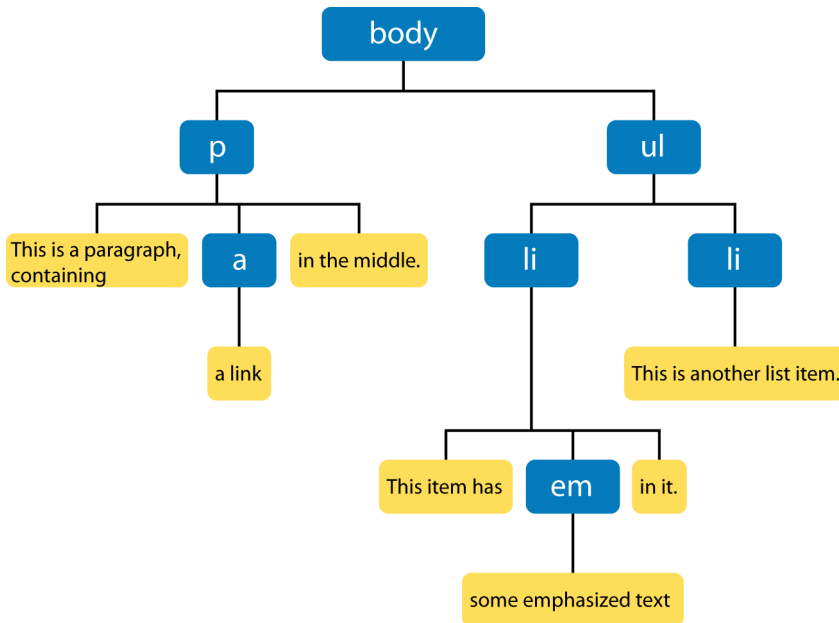 body
p
ul
This is a paragraph,
containing
a
in the middle.
li
li
a link
This is another list item.
This item has
em
in it.
some emphasized text